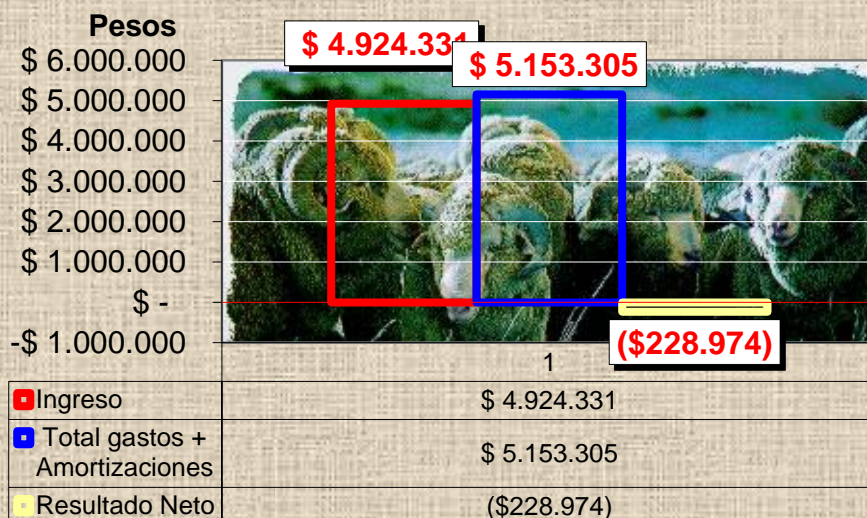 Pesos
$ 4.924.331
$ 5.153.305
$ 6.000.000
$ 5.000.000
$ 4.000.000
$ 3.000.000
$ 2.000.000
$ 1.000.000
$ -
-$ 1.000.000
($228.974)
1
Ingreso $ 4.924.331
Total gastos +
Amortizaciones $ 5.153.305
Resultado Neto ($228.974)